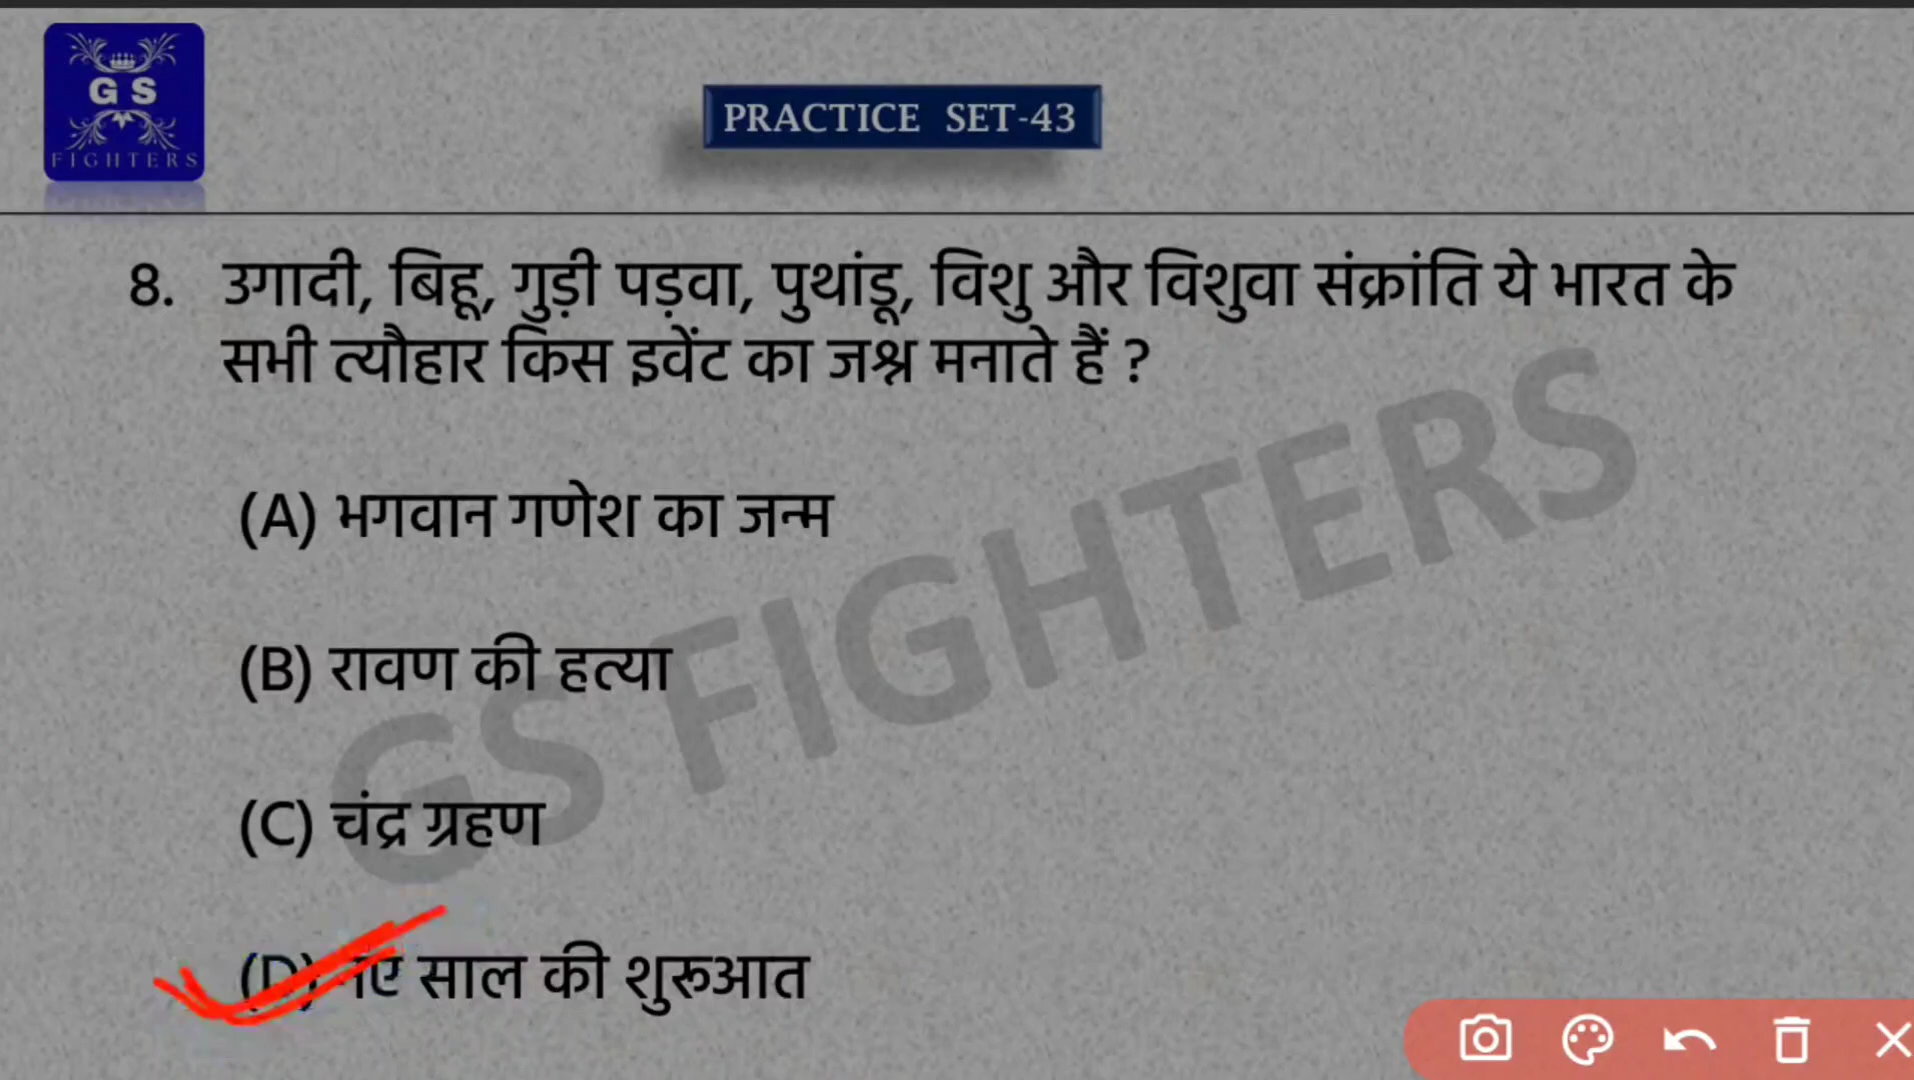 G S
FIGHTERS
PRACTICE SET-43
8. उगादी, बिहू, गुड़ी पड़वा, पुथांडू, विशु और विशुवा संक्रांति ये भारत के
सभी त्यौहार किस इवेंट का जश्न मनाते हैं ?
(A) भगवान गणेश का जन्म
(B) रावण की हत्या
(C) चंद्र ग्रहण
(D) नए साल की शुरूआत
GS FIGHTERS